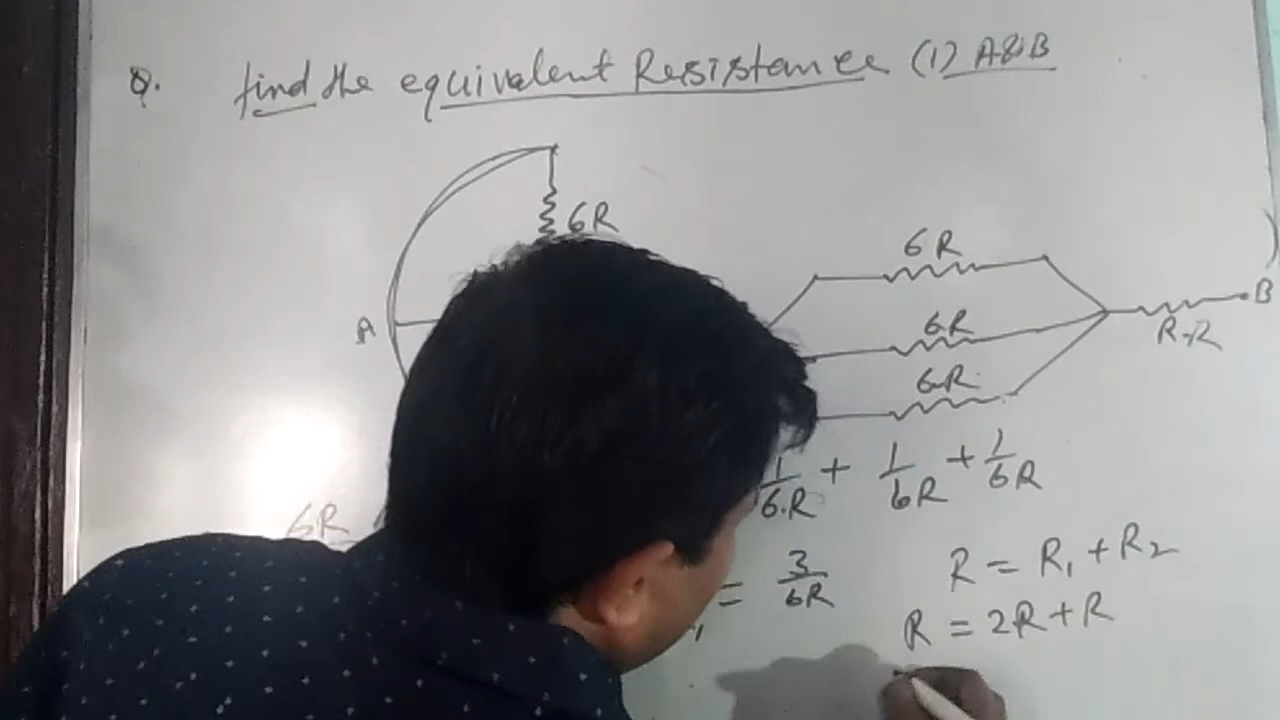 Q. find the equivalent Resistance (1) A&B
6R
A
6R
6R
6R
6R
R
B
1/6.R + 1/6R + 1/6R
= 3/6R
R = R₁ + R₂
R = 2R + R